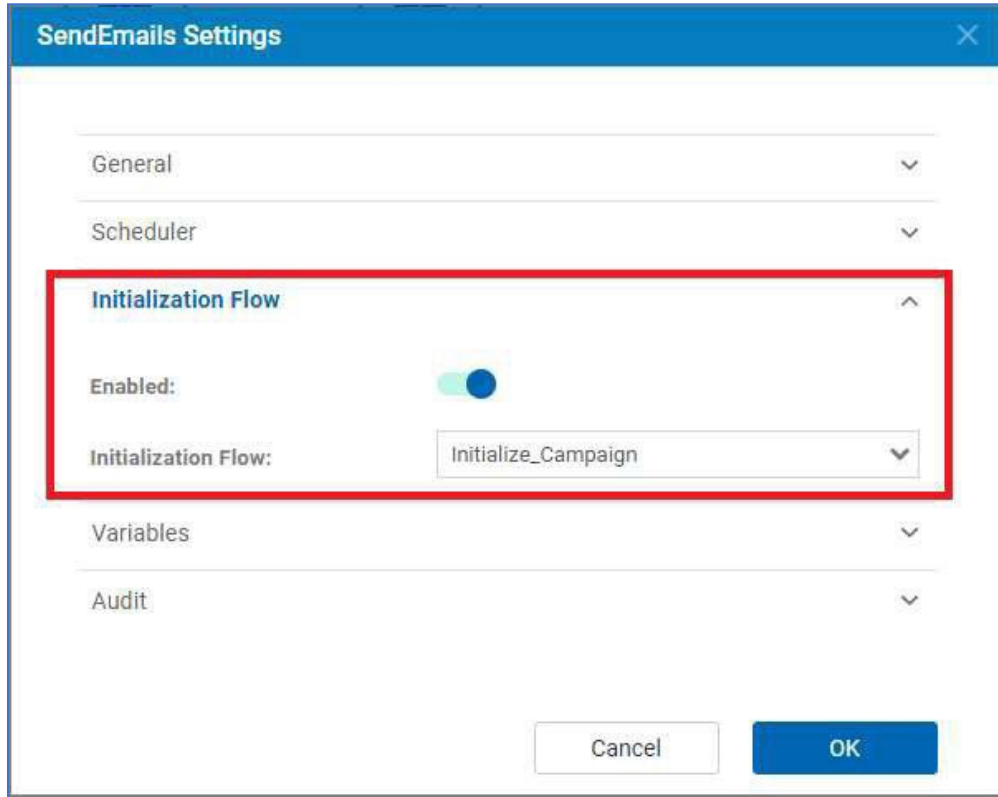 SendEmails Settings
General
Scheduler
Initialization Flow
Enabled:
Initialization Flow: Initialize_Campaign
Variables
Audit
Cancel OK